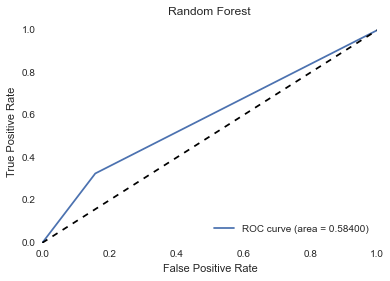 Random Forest
1.0
0.8
0.6
0.4
0.2
0.0
True Positive Rate
ROC curve (area = 0.58400)
0.0 0.2 0.4 0.6 0.8 1.0
False Positive Rate